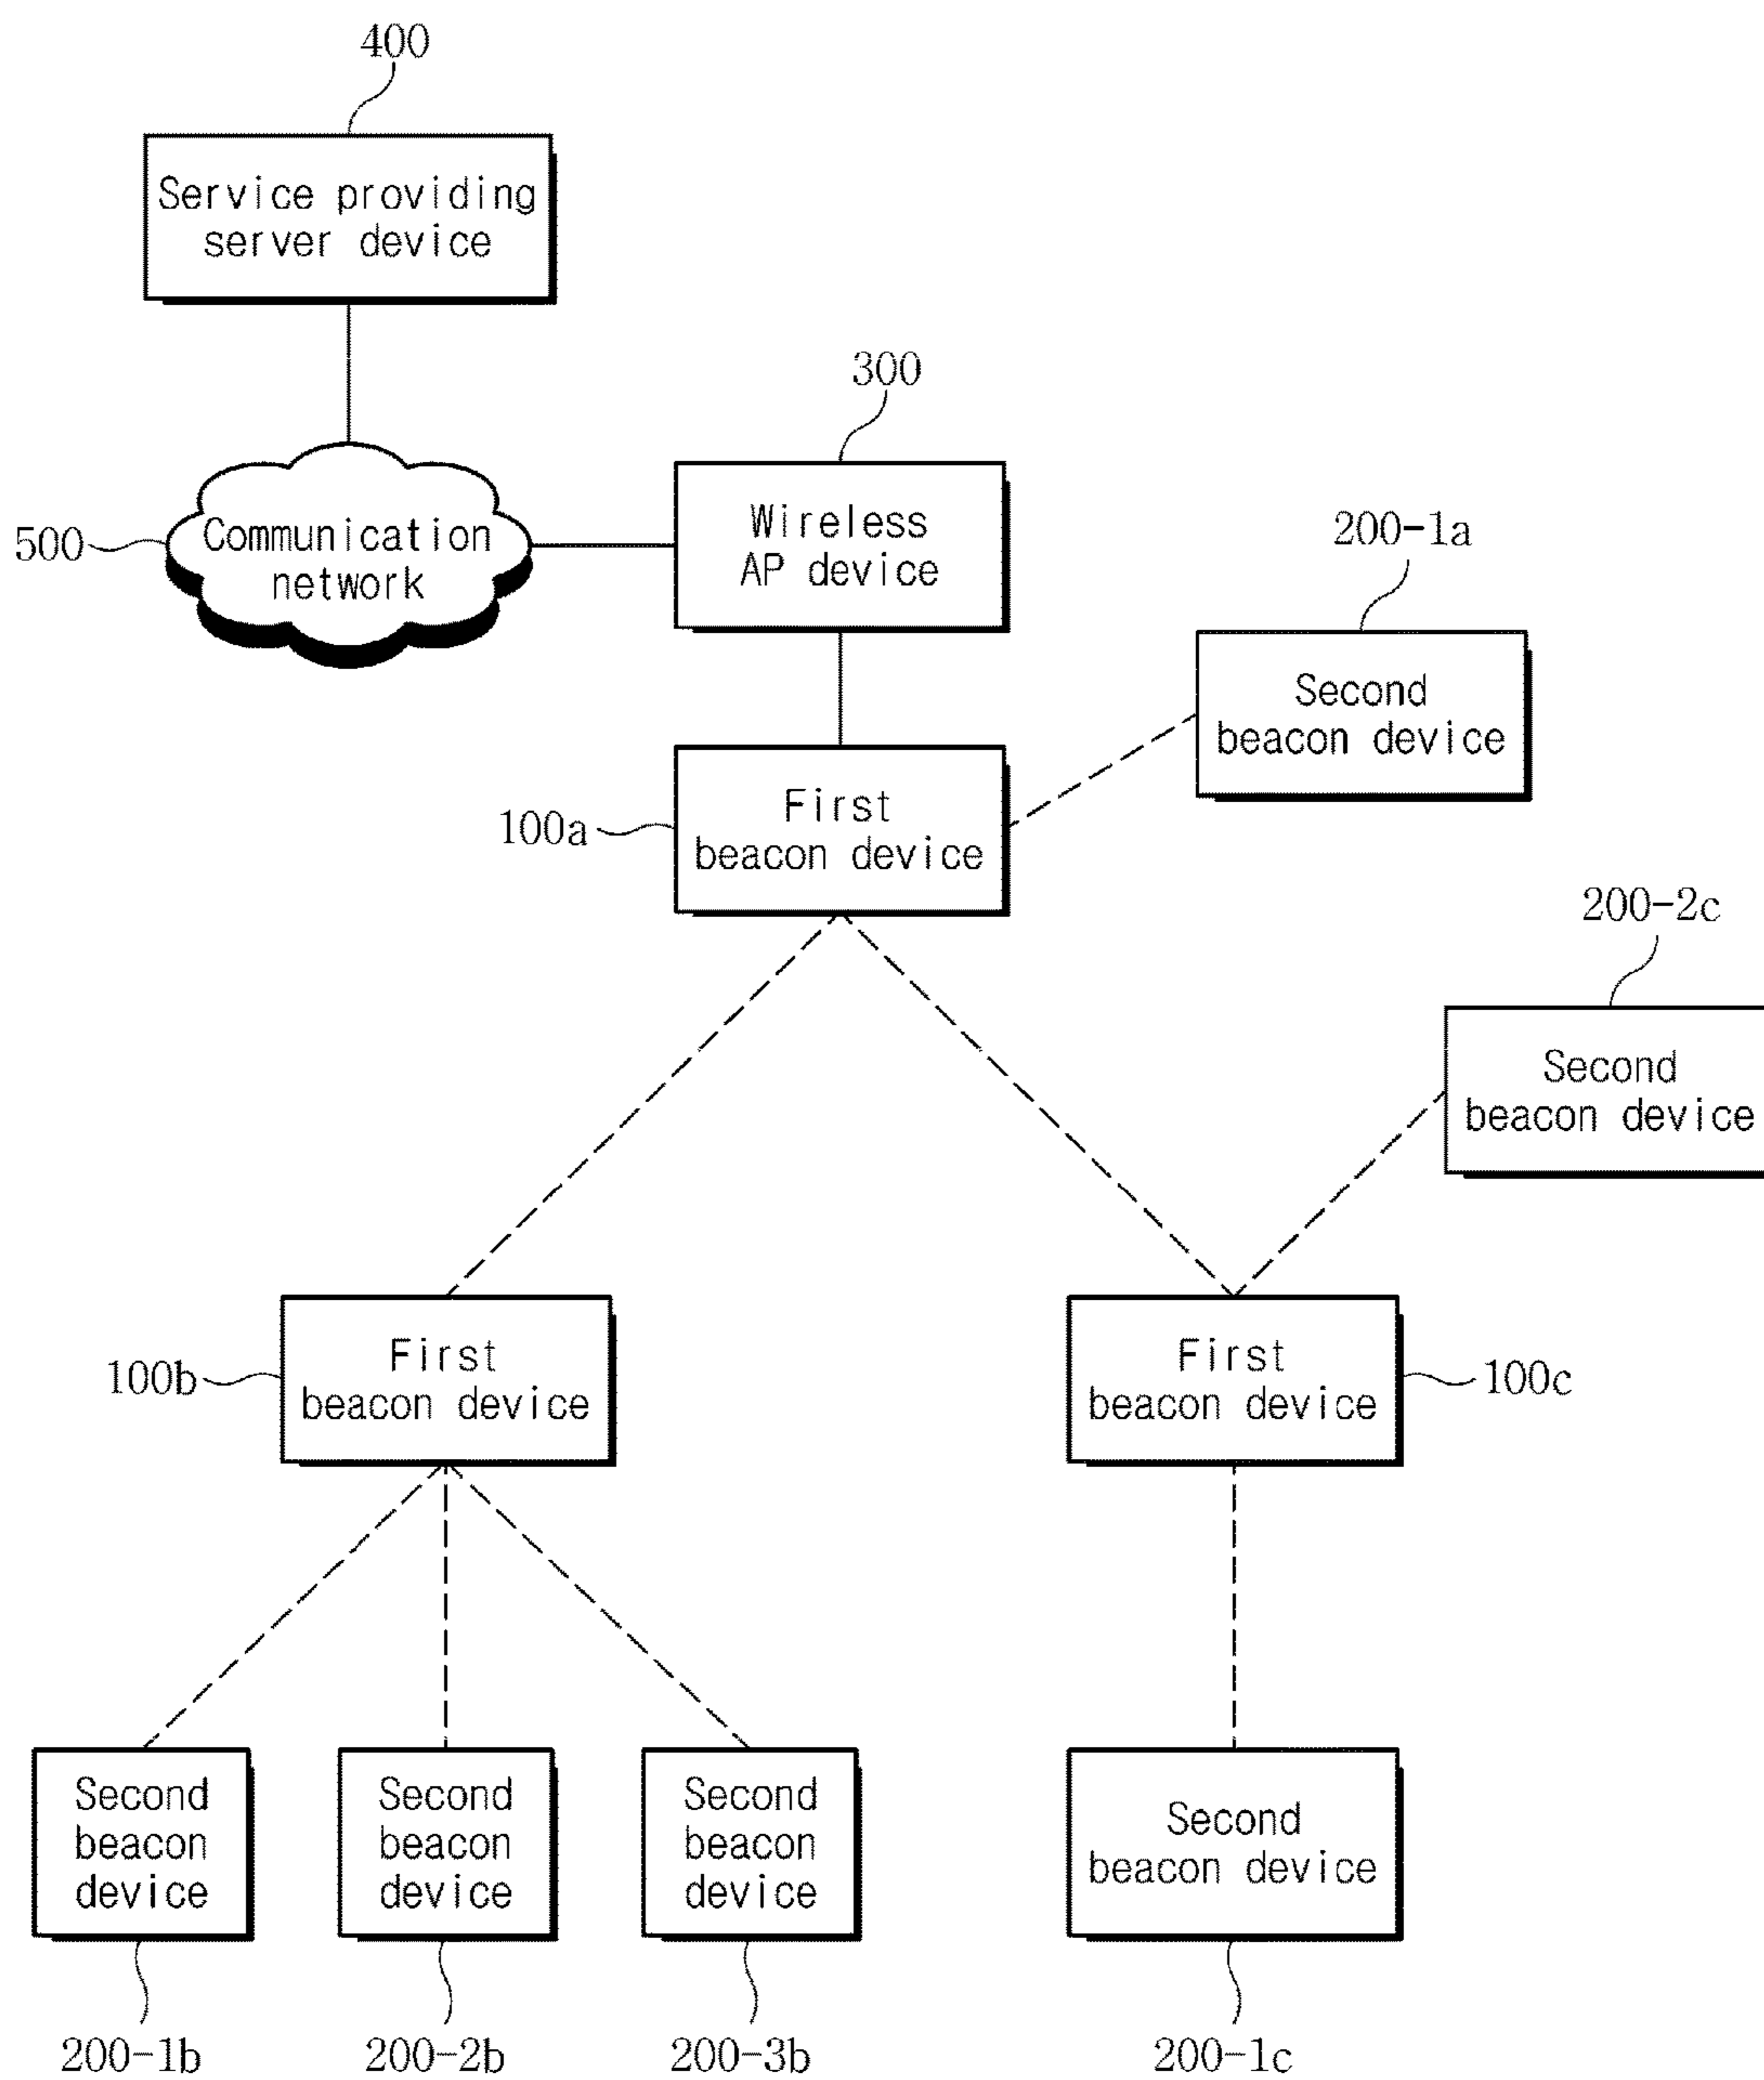 400
Service providing
server device
300
500
Communication
network
Wireless
AP device
200-1a
Second
beacon device
100a
First
beacon device
200-2c
Second
beacon device
100b
First
beacon device
First
beacon device
100c
Second
beacon
device
Second
beacon
device
Second
beacon
device
Second
beacon device
200-1b
200-2b
200-3b
200-1c